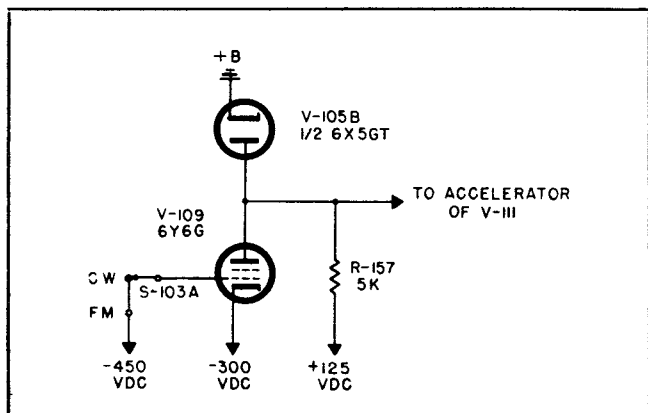 +B
V-105B
1/2 6X5GT
TO ACCELERATOR
OF V-111
V-109
6Y6G
CW
S-103A
FM
R-157
5K
-450
VDC
-300
VDC
+125
VDC